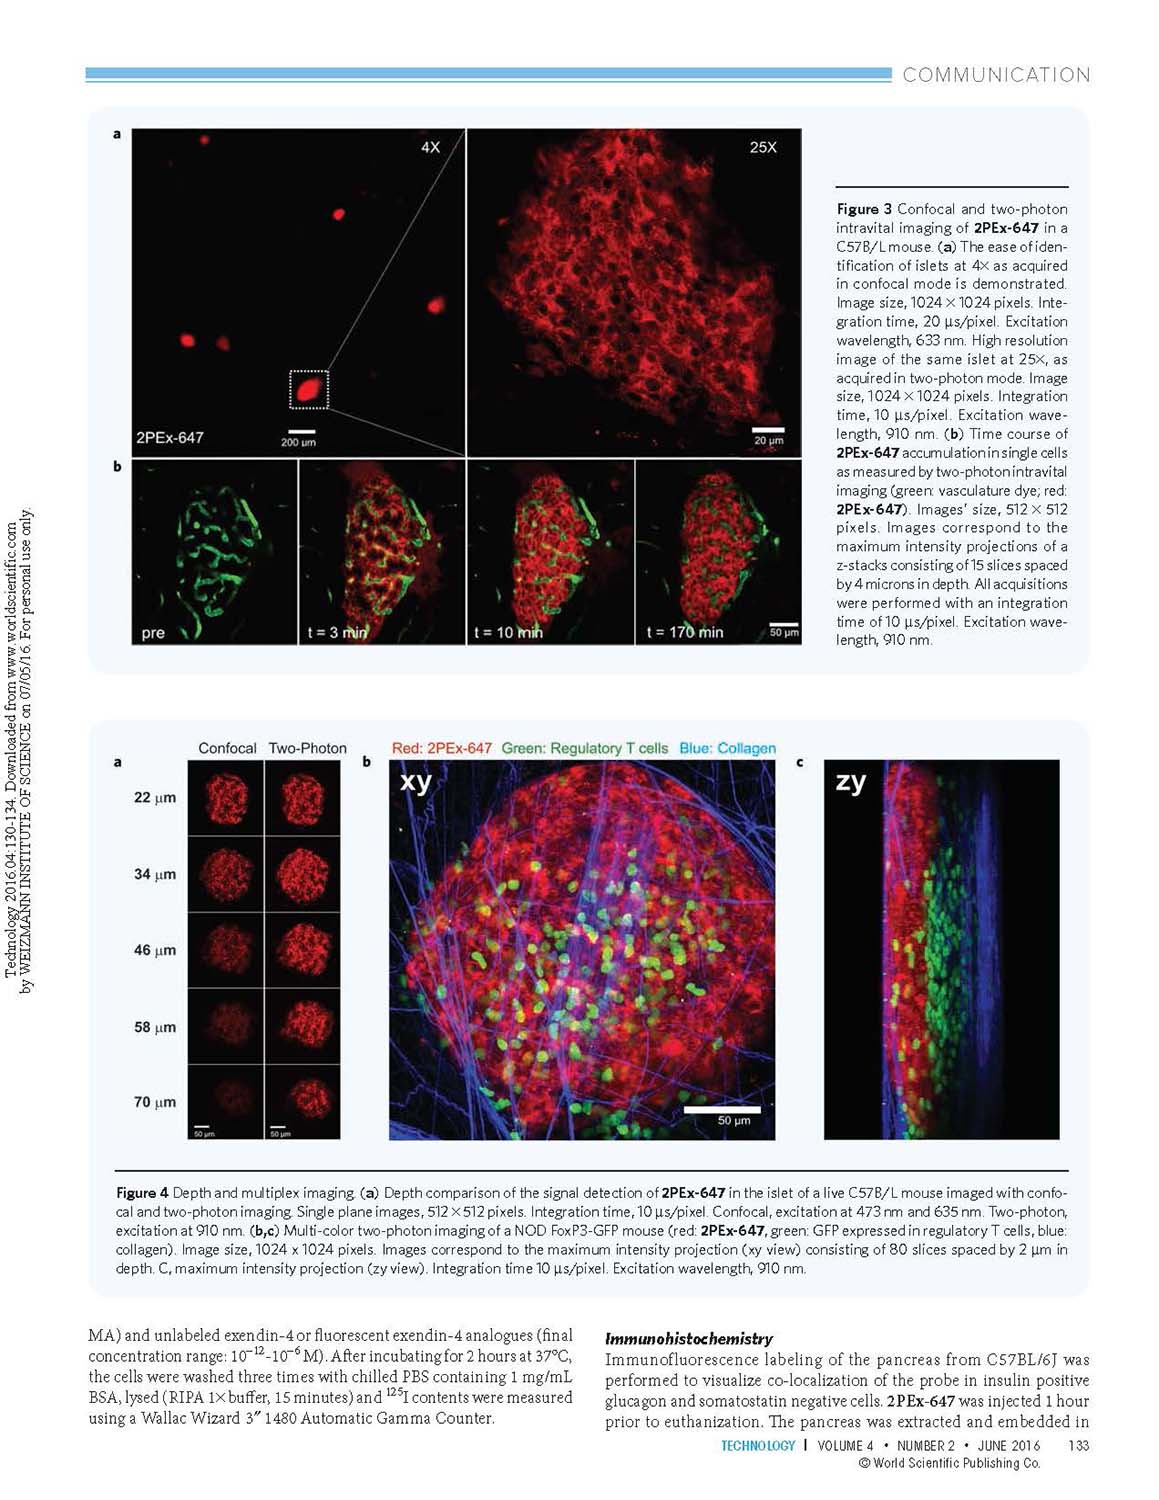 COMMUNICATION
a
4X
25X
2PEx-647
200 µm
20 µm
b
pre
t = 3 min
t = 10 min
t = 170 min
50 µm
Figure 3 Confocal and two-photon
intravital imaging of 2PEx-647 in a
C57B/L mouse. (a) The ease of iden-
tification of islets at 4× as acquired
in confocal mode is demonstrated.
Image size, 1024 × 1024 pixels. Inte-
gration time, 20 µs/pixel. Excitation
wavelength, 633 nm. High resolution
image of the same islet at 25×, as
acquired in two-photon mode. Image
size, 1024 × 1024 pixels. Integration
time, 10 µs/pixel. Excitation wave-
length, 910 nm. (b) Time course of
2PEx-647 accumulation in single cells
as measured by two-photon intravital
imaging (green: vasculature dye; red:
2PEx-647). Images' size, 512 × 512
pixels. Images correspond to the
maximum intensity projections of a
z-stacks consisting of 15 slices spaced
by 4 microns in depth. All acquisitions
were performed with an integration
time of 10 µs/pixel. Excitation wave-
length, 910 nm.
Technology 2016.04:130-134. Downloaded from www.worldscientific.com
by WEIZMANN INSTITUTE OF SCIENCE on 07/05/16. For personal use only.
a
Confocal Two-Photon
22 µm
34 µm
46 µm
58 µm
70 µm
50 µm
50 µm
b
Red: 2PEx-647 Green: Regulatory T cells Blue: Collagen
xy
50 µm
c
zy
Figure 4 Depth and multiplex imaging. (a) Depth comparison of the signal detection of 2PEx-647 in the islet of a live C57B/L mouse imaged with confo-
cal and two-photon imaging. Single plane images, 512 × 512 pixels. Integration time, 10 µs/pixel. Confocal, excitation at 473 nm and 635 nm. Two-photon,
excitation at 910 nm. (b,c) Multi-color two-photon imaging of a NOD FoxP3-GFP mouse (red: 2PEx-647, green: GFP expressed in regulatory T cells, blue:
collagen). Image size, 1024 x 1024 pixels. Images correspond to the maximum intensity projection (xy view) consisting of 80 slices spaced by 2 µm in
depth. C, maximum intensity projection (zy view). Integration time 10 µs/pixel. Excitation wavelength, 910 nm.
MA) and unlabeled exendin-4 or fluorescent exendin-4 analogues (final
concentration range: 10⁻¹²-10⁻⁶ M). After incubating for 2 hours at 37°C,
the cells were washed three times with chilled PBS containing 1 mg/mL
BSA, lysed (RIPA 1× buffer, 15 minutes) and ¹²⁵I contents were measured
using a Wallac Wizard 3″ 1480 Automatic Gamma Counter.
Immunohistochemistry
Immunofluorescence labeling of the pancreas from C57BL/6J was
performed to visualize co-localization of the probe in insulin positive
glucagon and somatostatin negative cells. 2PEx-647 was injected 1 hour
prior to euthanization. The pancreas was extracted and embedded in
TECHNOLOGY | VOLUME 4 • NUMBER 2 • JUNE 2016 133
© World Scientific Publishing Co.